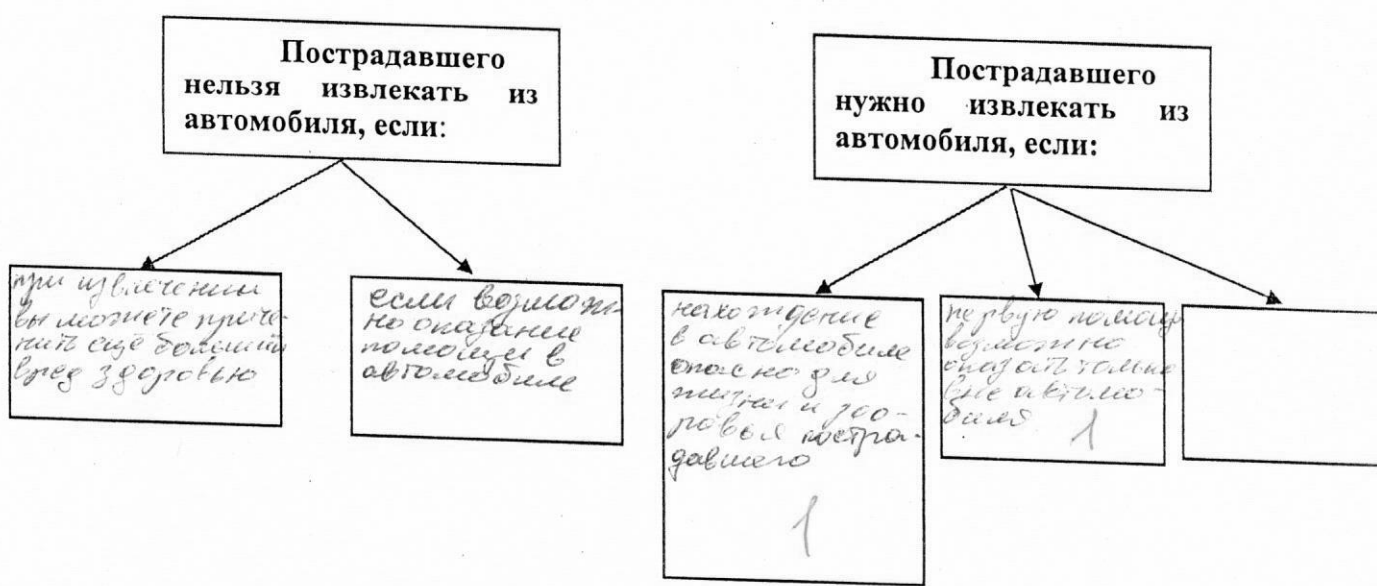 Пострадавшего
нельзя извлекать из
автомобиля, если:
при извлечении
вы можете приче-
нить ещё больший
вред здоровью
если возмож-
но оказание
помощи в
автомобиле
Пострадавшего
нужно извлекать из
автомобиля, если:
нахождение
в автомобиле
опасно для
жизни и здо-
ровья постра-
давшего
1
первую помощь
возможно
оказать только
вне автомо-
биля
1